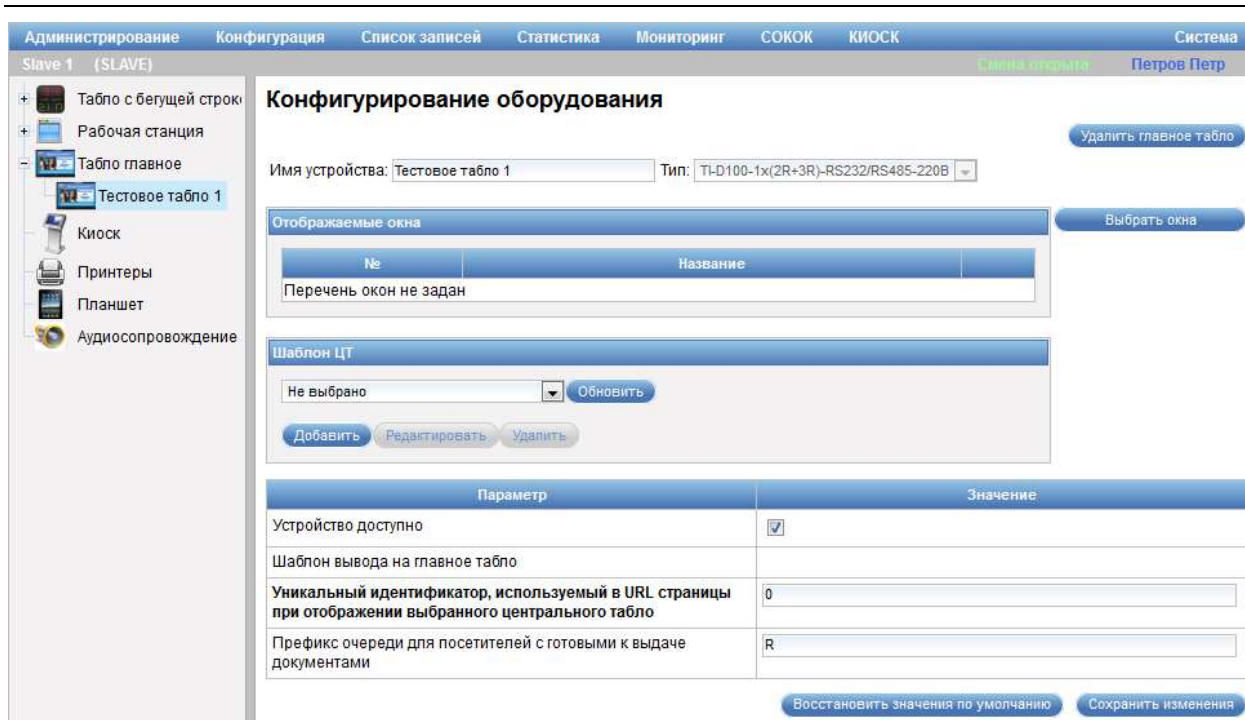 Администрирование Конфигурация Список записей Статистика Мониторинг СОКОК КИОСК Система
Slave 1 (SLAVE) Смена открыта Петров Петр
Табло с бегущей строко
Рабочая станция
Табло главное
Тестовое табло 1
Киоск
Принтеры
Планшет
Аудиосопровождение
Конфигурирование оборудования
Удалить главное табло
Имя устройства: Тестовое табло 1 Тип: TI-D100-1x(2R+3R)-RS232/RS485-220В
Отображаемые окна
Выбрать окна
№ Название
Перечень окон не задан
Шаблон ЦТ
Не выбрано Обновить
Добавить Редактировать Удалить
Параметр Значение
Устройство доступно
Шаблон вывода на главное табло
Уникальный идентификатор, используемый в URL страницы
при отображении выбранного центрального табло
0
Префикс очереди для посетителей с готовыми к выдаче
документами
R
Восстановить значения по умолчанию Сохранить изменения